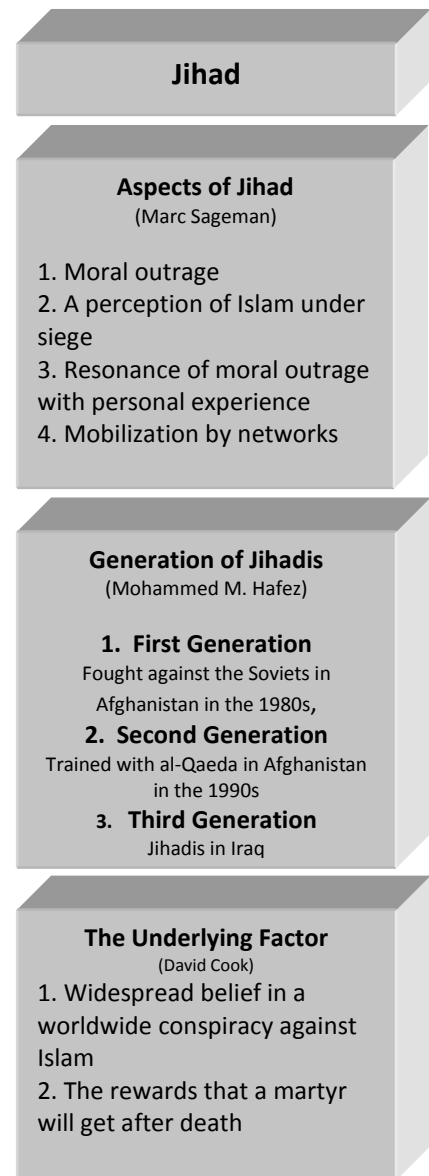 Jihad
Aspects of Jihad
(Marc Sageman)
1. Moral outrage
2. A perception of Islam under
siege
3. Resonance of moral outrage
with personal experience
4. Mobilization by networks
Generation of Jihadis
(Mohammed M. Hafez)
1. First Generation
Fought against the Soviets in
Afghanistan in the 1980s,
2. Second Generation
Trained with al-Qaeda in Afghanistan
in the 1990s
3. Third Generation
Jihadis in Iraq
The Underlying Factor
(David Cook)
1. Widespread belief in a
worldwide conspiracy against
Islam
2. The rewards that a martyr
will get after death